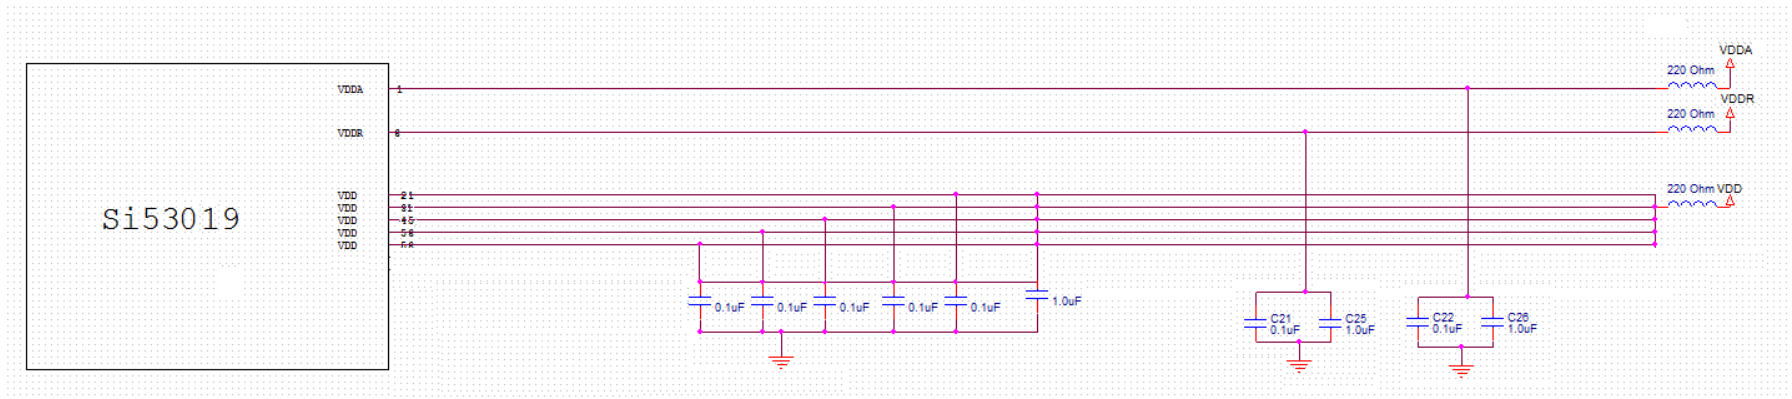 VDDA
220 Ohm
VDDA 1
VDDR
220 Ohm
VDDR
220 Ohm VDD
VDD 21
VDD
VDD 45
VDD
VDD
Si53019
0.1uF 0.1uF 0.1uF 0.1uF 0.1uF 1.0uF
C21 0.1uF
C25 1.0uF
C22 0.1uF
C26 1.0uF